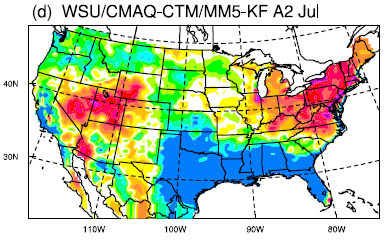 (d) WSU/CMAQ-CTM/MM5-KF A2 Jul
40N
30N
110W 100W 90W 80W